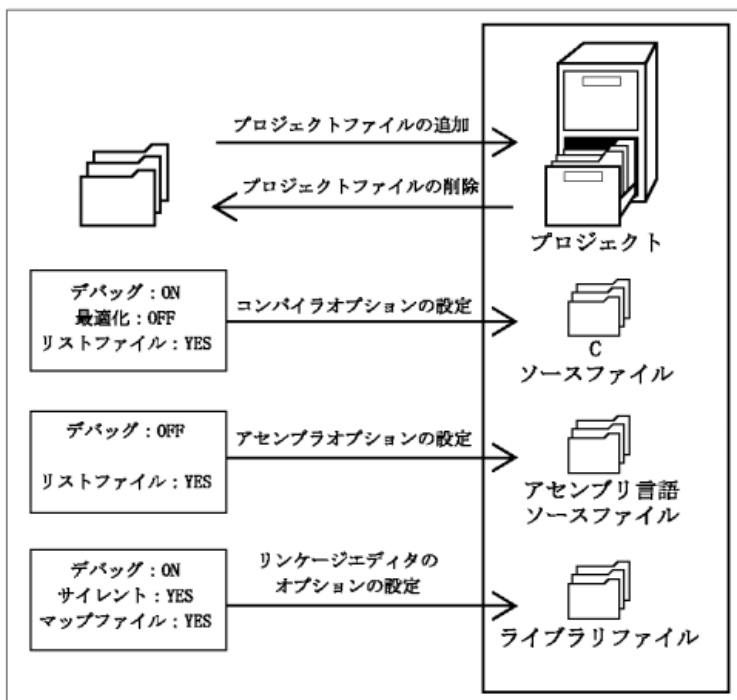 プロジェクトファイルの追加
プロジェクトファイルの削除
プロジェクト
デバッグ：ON
最適化：OFF
リストファイル：YES
コンパイラオプションの設定
C
ソースファイル
デバッグ：OFF
リストファイル：YES
アセンブラオプションの設定
アセンブリ言語
ソースファイル
デバッグ：ON
サイレント：YES
マップファイル：YES
リンケージエディタの
オプションの設定
ライブラリファイル